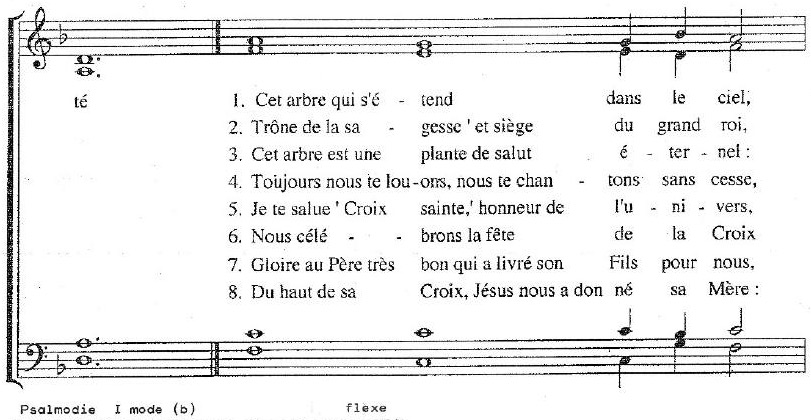 té 1. Cet arbre qui s'é - tend dans le ciel,
2. Trône de la sa - gesse ' et siège du grand roi,
3. Cet arbre est une plante de salut é - ter - nel :
4. Toujours nous te lou-ons, nous te chan - tons sans cesse,
5. Je te salue ' Croix sainte,' honneur de l'u - ni - vers,
6. Nous célé - - brons la fête de la Croix
7. Gloire au Père très bon qui a livré son Fils pour nous,
8. Du haut de sa Croix, Jésus nous a don né sa Mère :
Psalmodie I mode (b) flèxe